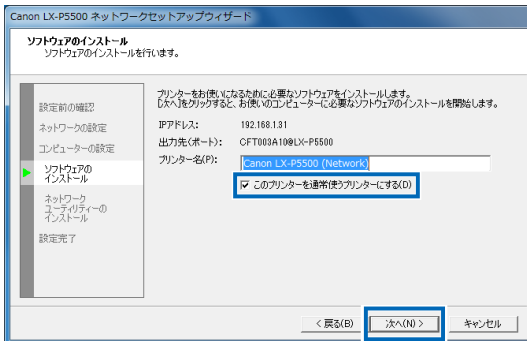 Canon LX-P5500 ネットワークセットアップウィザード
ソフトウェアのインストール
ソフトウェアのインストールを行います。
設定前の確認
ネットワークの設定
コンピューターの設定
ソフトウェアの
インストール
ネットワーク
ユーティリティーの
インストール
設定完了
プリンターをお使いになるために必要なソフトウェアをインストールします。
[次へ]をクリックすると、お使いのコンピューターに必要なソフトウェアのインストールを開始します。
IPアドレス: 192.168.1.31
出力先(ポート): CFT003A10@LX-P5500
プリンター名(P): Canon LX-P5500 (Network)
このプリンターを通常使うプリンターにする(D)
< 戻る(B) 次へ(N) > キャンセル